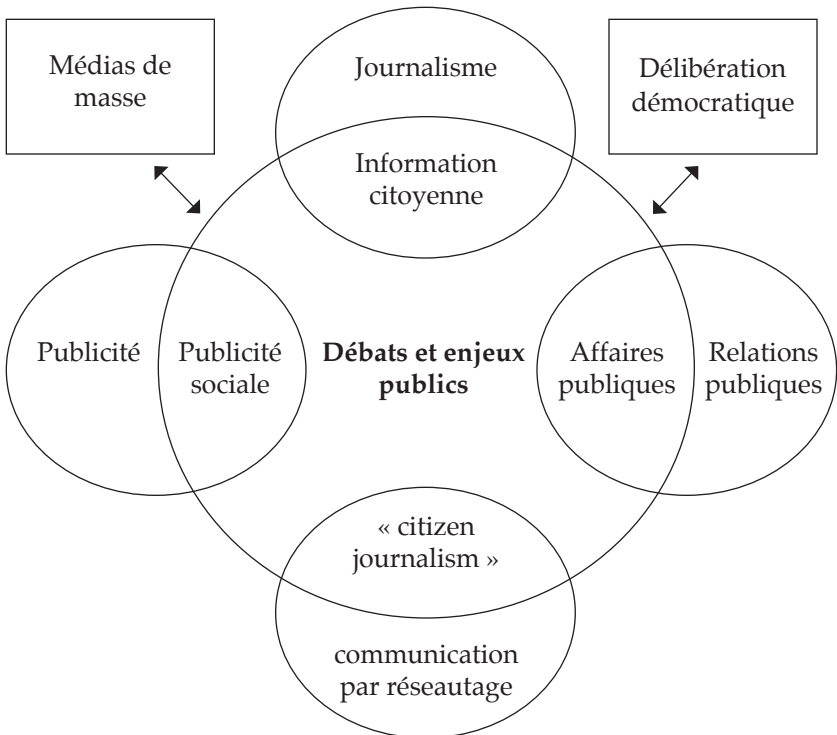 Médias de
masse
Journalisme
Délibération
démocratique
Information
citoyenne
Publicité
Publicité
sociale
Débats et enjeux
publics
Affaires
publiques
Relations
publiques
« citizen
journalism »
communication
par réseautage